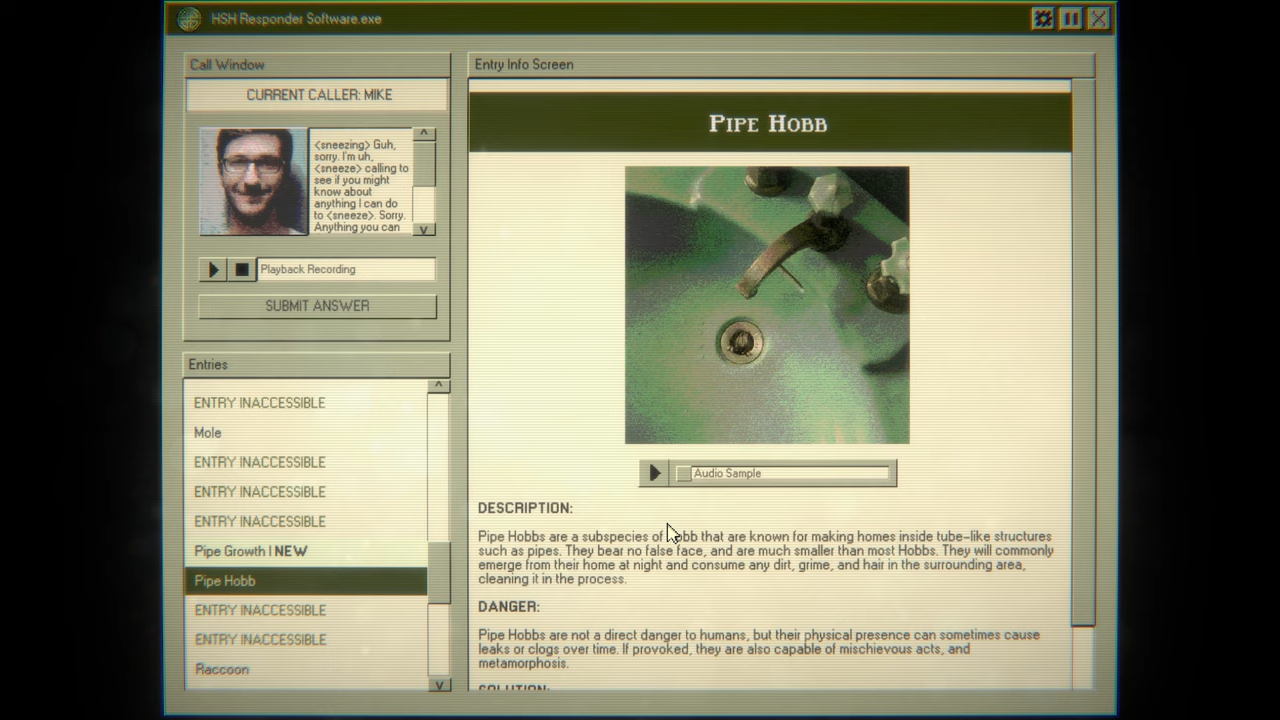 HSH Responder Software.exe
Call Window
CURRENT CALLER: MIKE
<sneezing> Guh,
sorry. I'm uh,
<sneeze> calling to
see if you might
know about
anything I can do
to <sneeze>. Sorry.
Anything you can
Playback Recording
SUBMIT ANSWER
Entries
ENTRY INACCESSIBLE
Mole
ENTRY INACCESSIBLE
ENTRY INACCESSIBLE
ENTRY INACCESSIBLE
Pipe Growth | NEW
Pipe Hobb
ENTRY INACCESSIBLE
ENTRY INACCESSIBLE
Raccoon
Entry Info Screen
PIPE HOBB
Audio Sample
DESCRIPTION:
Pipe Hobbs are a subspecies of obb that are known for making homes inside tube-like structures
such as pipes. They bear no false face, and are much smaller than most Hobbs. They will commonly
emerge from their home at night and consume any dirt, grime, and hair in the surrounding area,
cleaning it in the process.
DANGER:
Pipe Hobbs are not a direct danger to humans, but their physical presence can sometimes cause
leaks or clogs over time. If provoked, they are also capable of mischievous acts, and
metamorphosis.
SOLUTION: